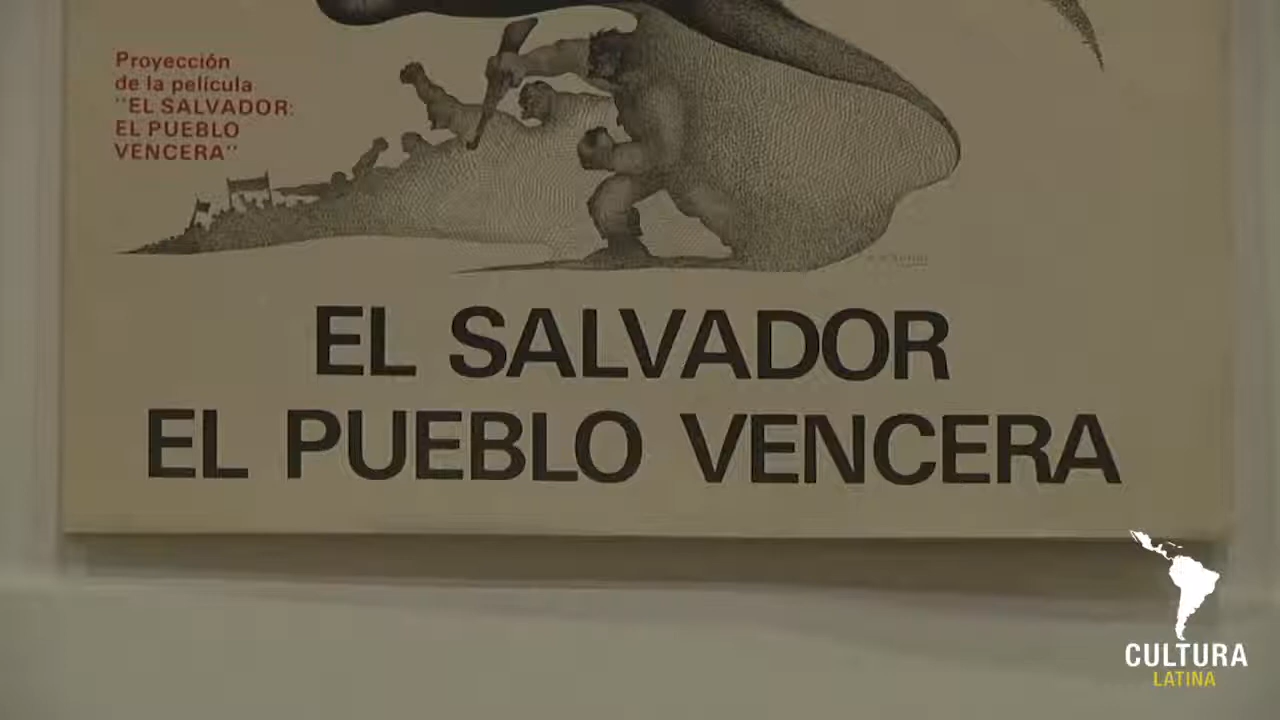 Proyección
de la película
"EL SALVADOR:
EL PUEBLO
VENCERA"
EL SALVADOR
EL PUEBLO VENCERA
CULTURA
LATINA